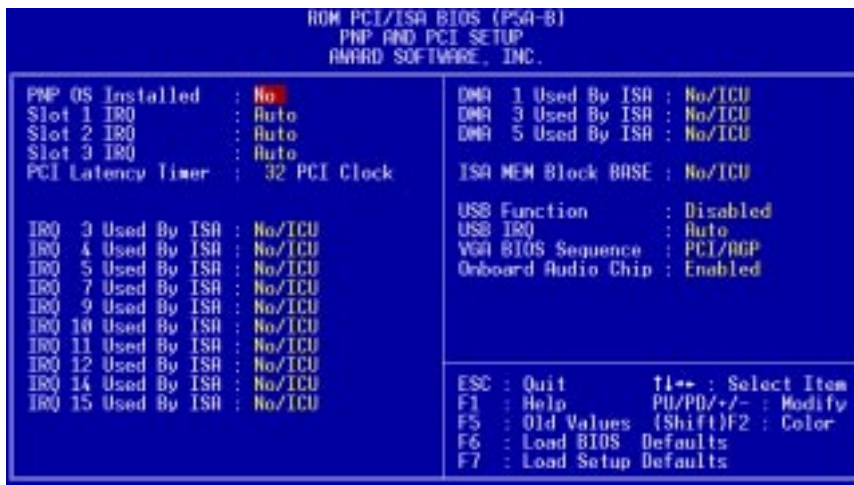 ROM PCI/ISA BIOS (P5A-B)
PNP AND PCI SETUP
AWARD SOFTWARE, INC.
PNP OS Installed : No
Slot 1 IRQ : Auto
Slot 2 IRQ : Auto
Slot 3 IRQ : Auto
PCI Latency Timer : 32 PCI Clock
IRQ 3 Used By ISA : No/ICU
IRQ 4 Used By ISA : No/ICU
IRQ 5 Used By ISA : No/ICU
IRQ 7 Used By ISA : No/ICU
IRQ 9 Used By ISA : No/ICU
IRQ 10 Used By ISA : No/ICU
IRQ 11 Used By ISA : No/ICU
IRQ 12 Used By ISA : No/ICU
IRQ 14 Used By ISA : No/ICU
IRQ 15 Used By ISA : No/ICU
DMA 1 Used By ISA : No/ICU
DMA 3 Used By ISA : No/ICU
DMA 5 Used By ISA : No/ICU
ISA MEM Block BASE : No/ICU
USB Function : Disabled
USB IRQ : Auto
VGA BIOS Sequence : PCI/AGP
Onboard Audio Chip : Enabled
ESC : Quit ↑↓→← : Select Item
F1 : Help PU/PD/+/- : Modify
F5 : Old Values (Shift)F2 : Color
F6 : Load BIOS Defaults
F7 : Load Setup Defaults